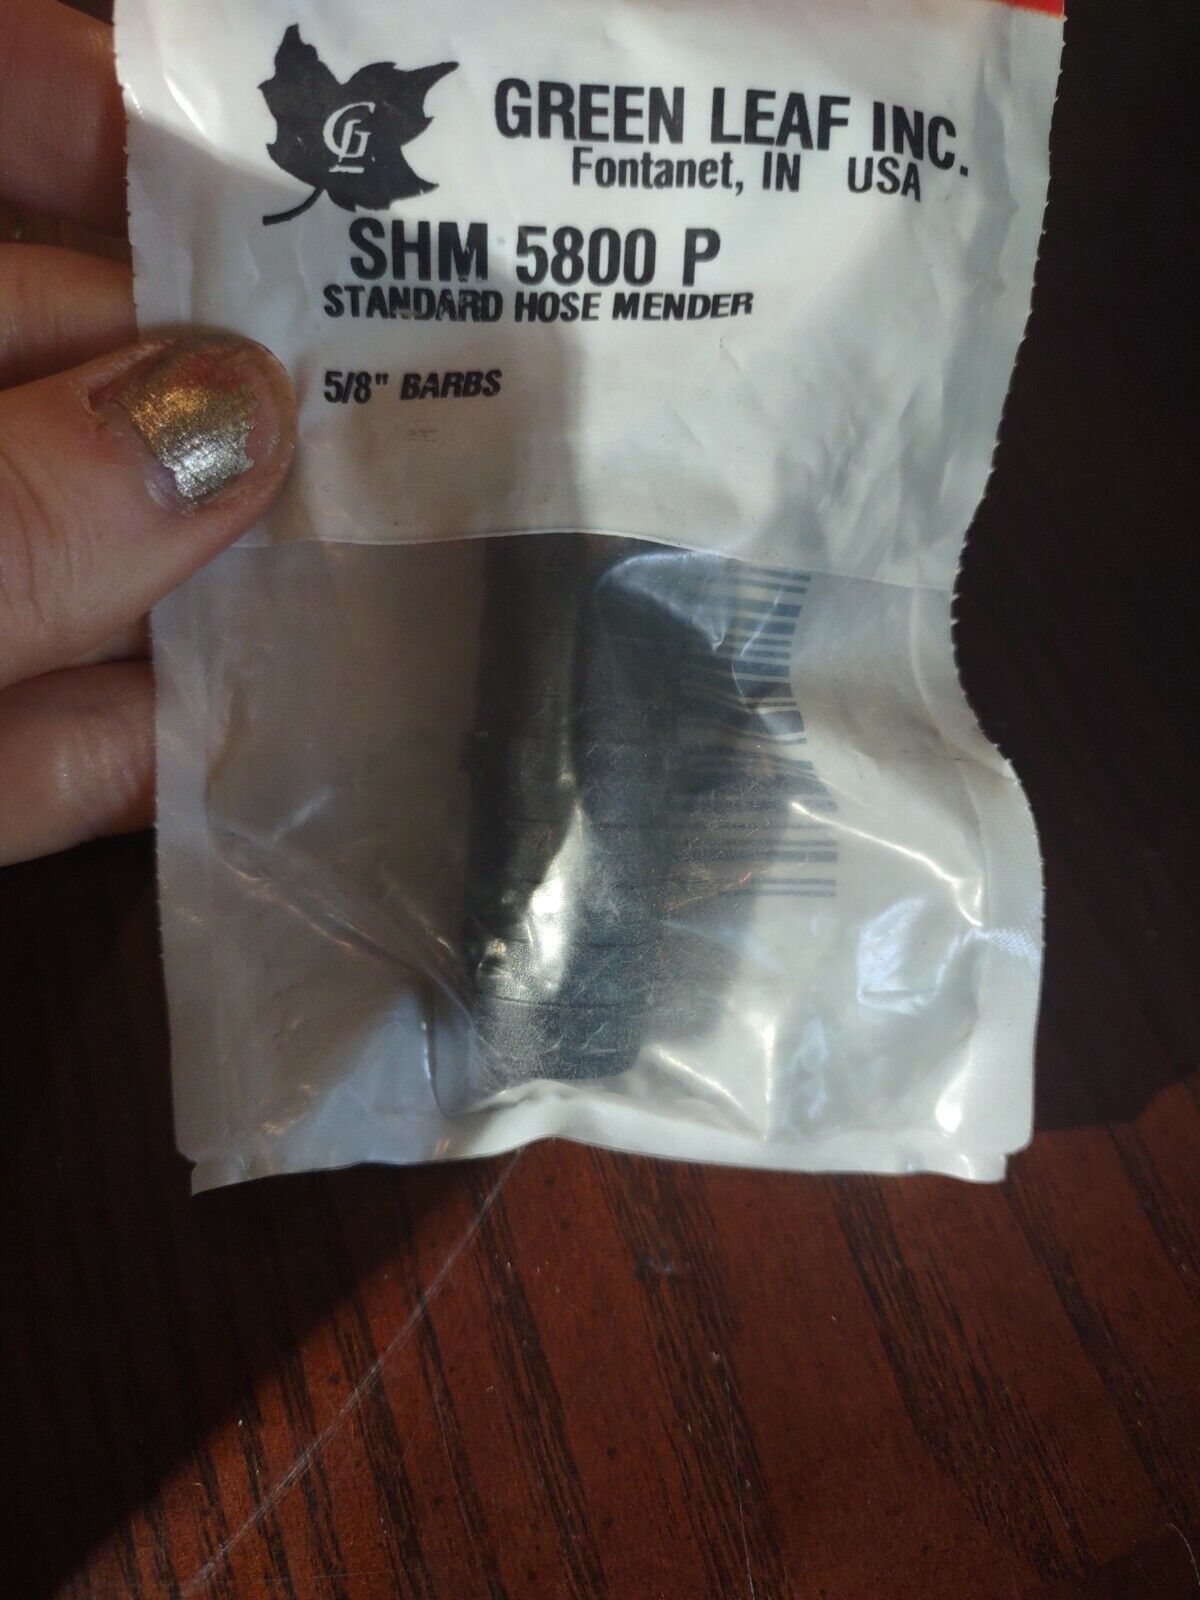 GL
GREEN LEAF INC.
Fontanet, IN USA
SHM 5800 P
STANDARD HOSE MENDER
5/8" BARBS